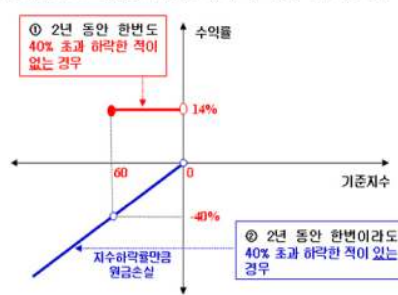 ① 2년 동안 한번도
40% 초과 하락한 적이
없는 경우
수익률
14%
60
0
기준지수
-40%
지수하락률만큼
원금손실
② 2년 동안 한번이라도
40% 초과 하락한 적이 있는
경우